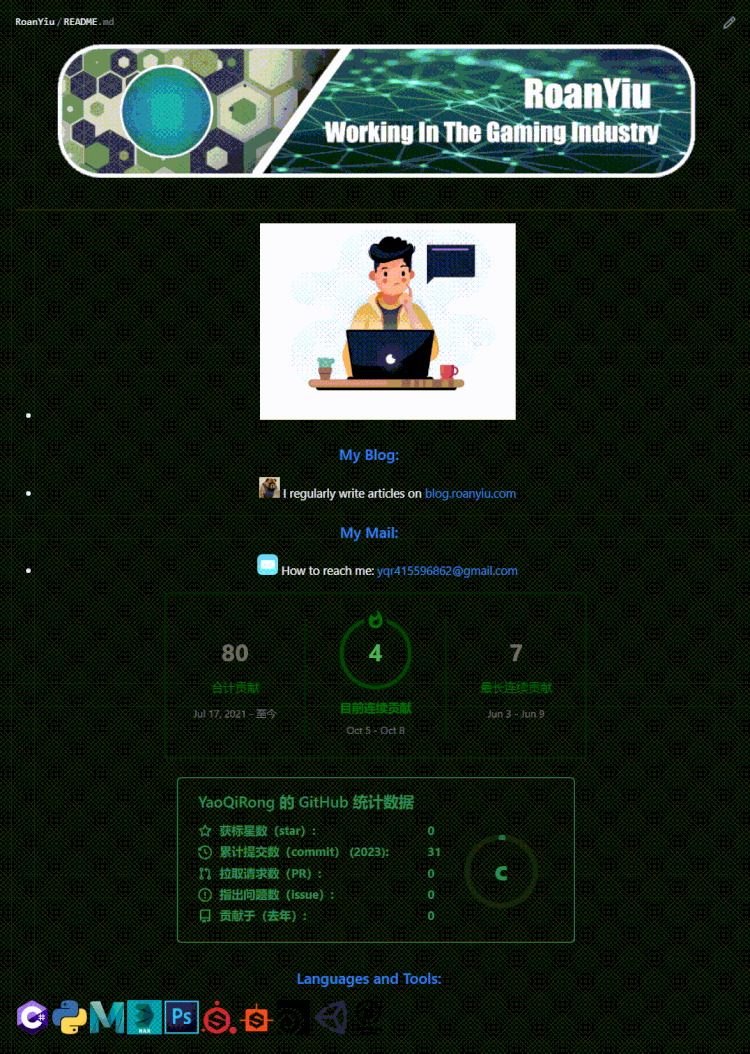 RoanYiu / README.md
RoanYiu
Working In The Gaming Industry
My Blog:
I regularly write articles on blog.roanyiu.com
My Mail:
How to reach me: yqr415596862@gmail.com
80
合计贡献
Jul 17, 2021 - 至今
4
目前连续贡献
Oct 5 - Oct 8
7
最长连续贡献
Jun 3 - Jun 9
YaoQiRong 的 GitHub 统计数据
获标星数（star）: 0
累计提交数（commit） (2023): 31
拉取请求数（PR）: 0
指出问题数（issue）: 0
贡献于（去年）: 0
C
Languages and Tools:
C# M MAX Ps S S